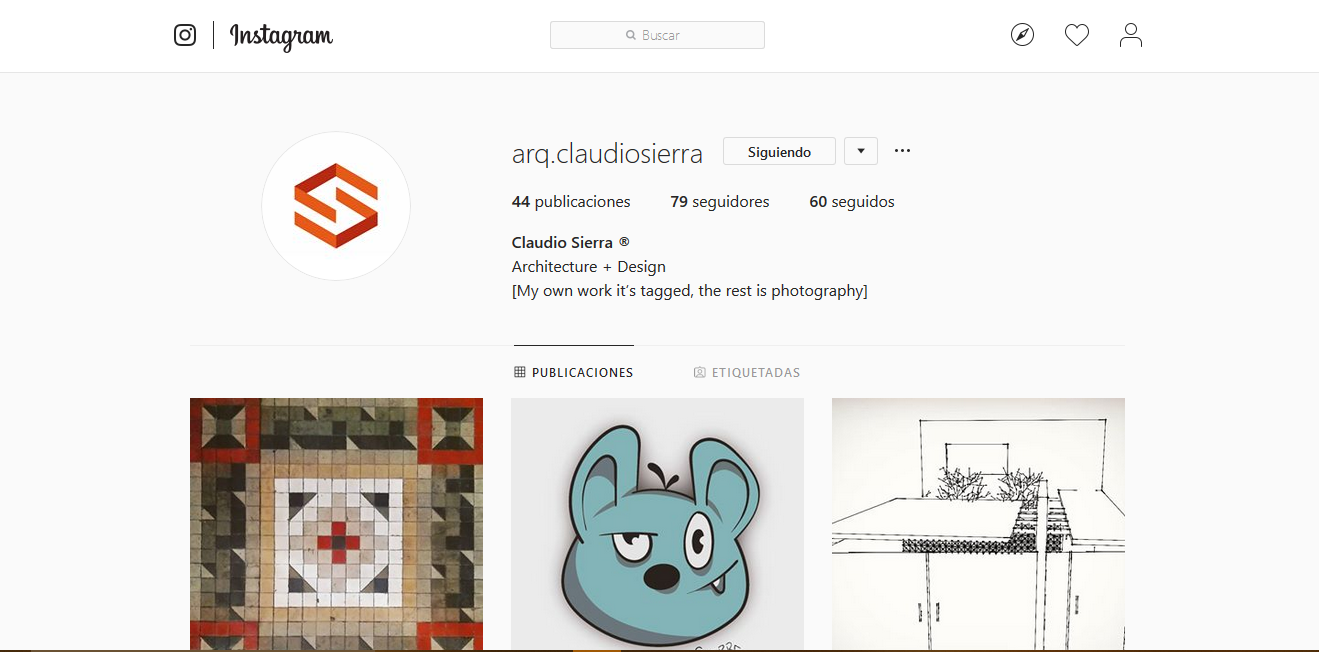 Instagram
Buscar
arq.claudiosierra Siguiendo
44 publicaciones 79 seguidores 60 seguidos
Claudio Sierra ®
Architecture + Design
[My own work it's tagged, the rest is photography]
PUBLICACIONES ETIQUETADAS